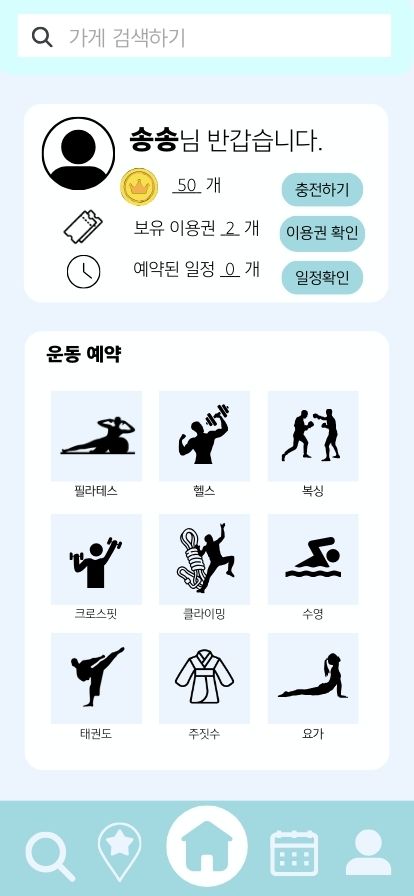 가게 검색하기
송송님 반갑습니다.
50 개
충전하기
보유 이용권 2 개
이용권 확인
예약된 일정 0 개
일정확인
운동 예약
필라테스
헬스
복싱
크로스핏
클라이밍
수영
태권도
주짓수
요가